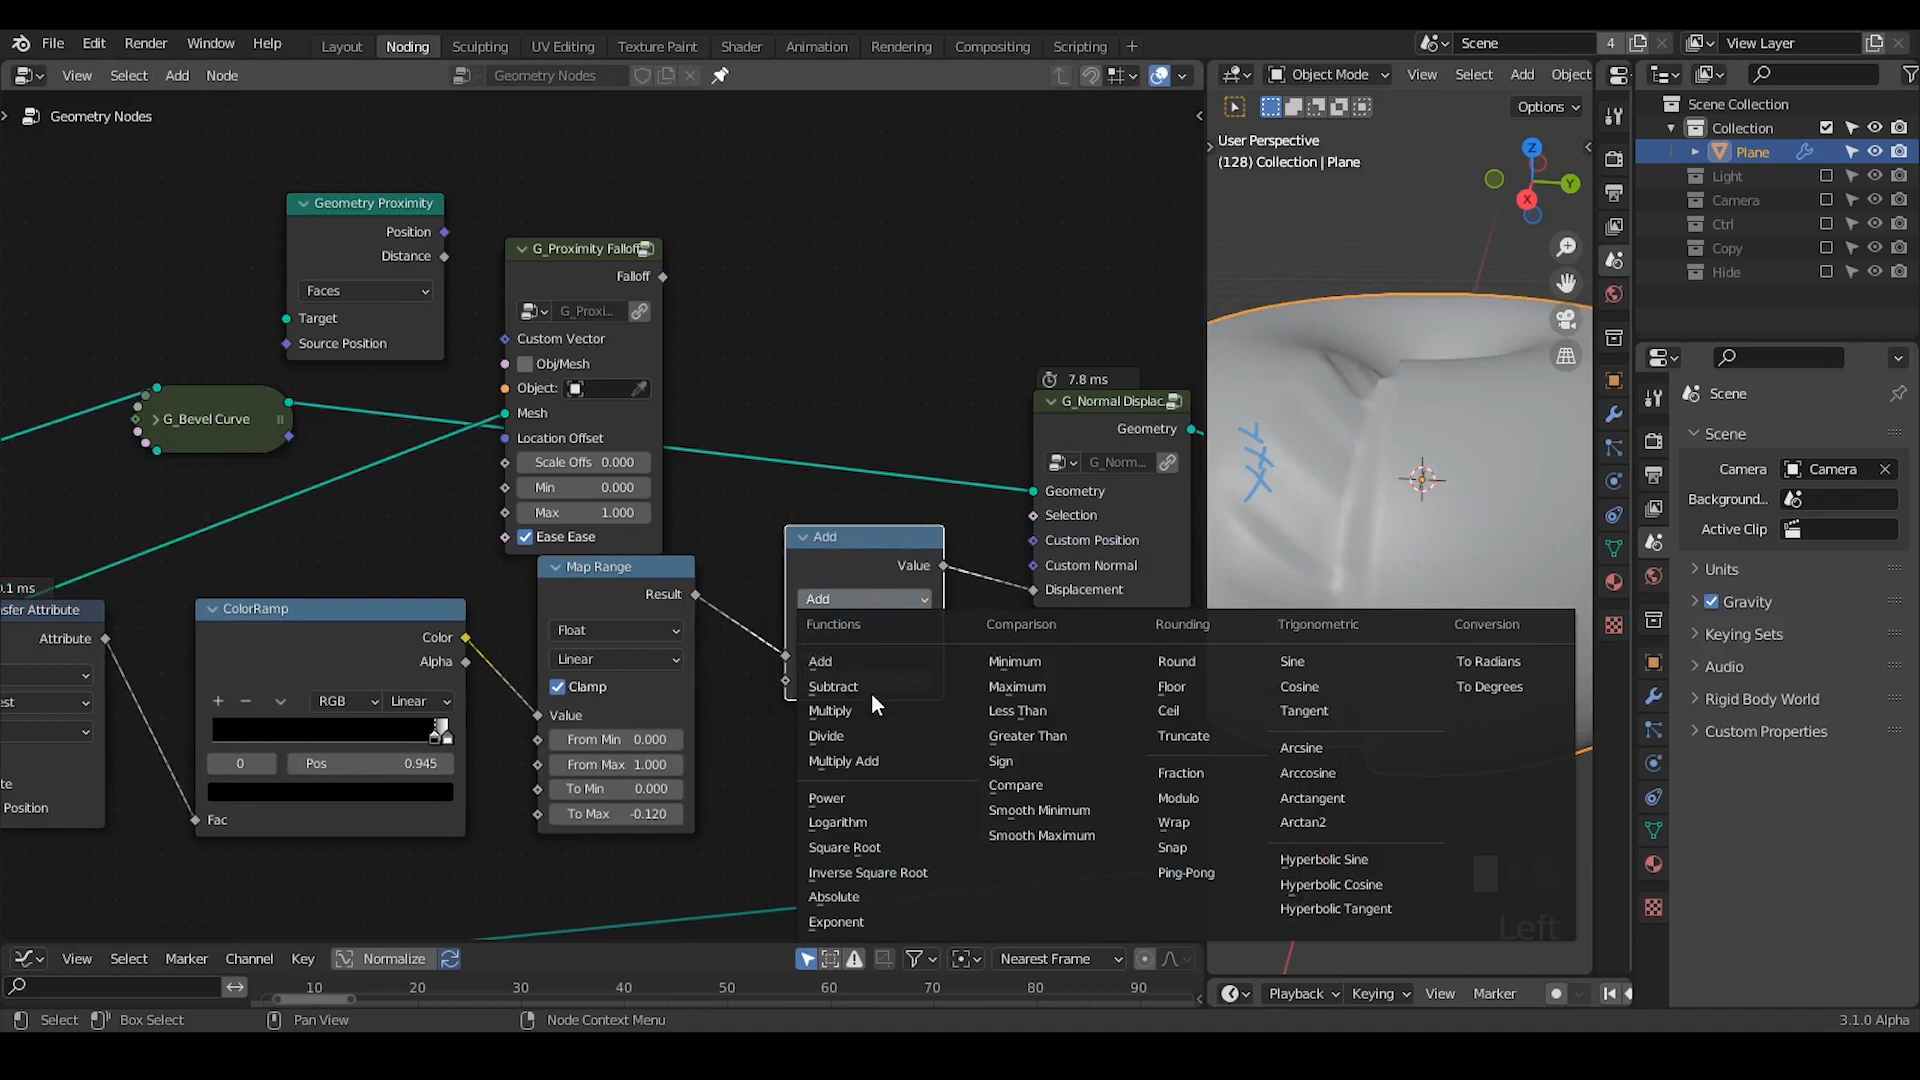 File Edit Render Window Help
Layout Noding Sculpting UV Editing Texture Paint Shader Animation Rendering Compositing Scripting +
Scene 4 View Layer
View Select Add Node Geometry Nodes
Object Mode View Select Add Object
Options
Geometry Nodes
User Perspective
(128) Collection | Plane
Z
Y
X
Scene Collection
Collection
Plane
Light
Camera
Ctrl
Copy
Hide
Geometry Proximity
Position
Distance
Faces
Target
Source Position
G_Proximity Fallof
Falloff
G_Proxi...
Custom Vector
Obj/Mesh
Object:
Mesh
Location Offset
Scale Offs 0.000
Min 0.000
Max 1.000
Ease Ease
G_Bevel Curve
7.8 ms
G_Normal Displac.
Geometry
G_Norm...
Geometry
Selection
Custom Position
Custom Normal
Displacement
0.1 ms
sfer Attribute
Attribute
est
te
Position
ColorRamp
Color
Alpha
RGB Linear
0 Pos 0.945
Fac
Map Range
Result
Float
Linear
Clamp
Value
From Min 0.000
From Max 1.000
To Min 0.000
To Max -0.120
Add
Value
Add
Functions Comparison Rounding Trigonometric Conversion
Add Minimum Round Sine To Radians
Subtract Maximum Floor Cosine To Degrees
Multiply Less Than Ceil Tangent
Divide Greater Than Truncate Arcsine
Multiply Add Sign Fraction Arccosine
Power Compare Modulo Arctangent
Logarithm Smooth Minimum Wrap Arctan2
Square Root Smooth Maximum Snap Hyperbolic Sine
Inverse Square Root Ping-Pong Hyperbolic Cosine
Absolute Hyperbolic Tangent
Exponent
Left
Scene
Scene
Camera Camera
Background...
Active Clip
Units
Gravity
Keying Sets
Audio
Rigid Body World
Custom Properties
View Select Marker Channel Key Normalize Nearest Frame
10 20 30 40 50 60 70 80 90
Playback Keying View Marker
Select Box Select Pan View Node Context Menu 3.1.0 Alpha